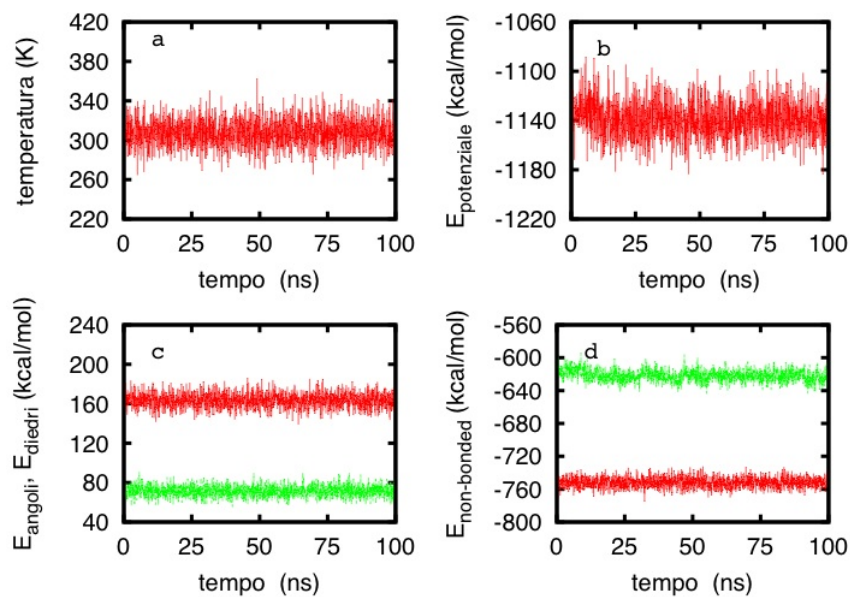 a
temperatura (K)
420
380
340
300
260
220
0 25 50 75 100
tempo (ns)
b
E_potenziale (kcal/mol)
-1060
-1100
-1140
-1180
-1220
0 25 50 75 100
tempo (ns)
c
E_angoli, E_diedri (kcal/mol)
240
200
160
120
80
40
0 25 50 75 100
tempo (ns)
d
E_non-bonded (kcal/mol)
-560
-600
-640
-680
-720
-760
-800
0 25 50 75 100
tempo (ns)